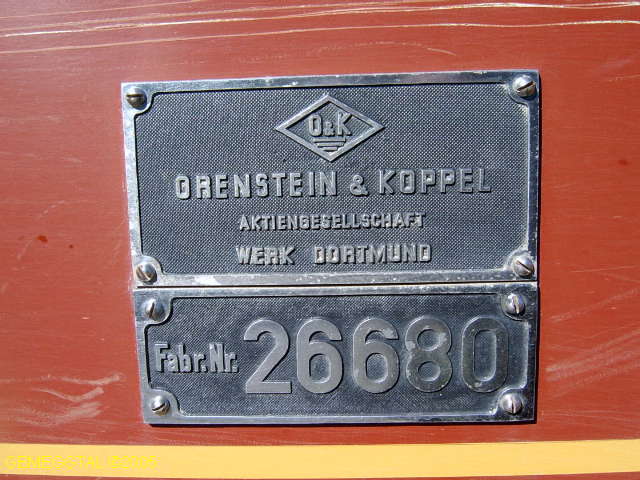 O&K
ORENSTEIN & KOPPEL
AKTIENGESELLSCHAFT
WERK DORTMUND
Fabr.Nr. 26680